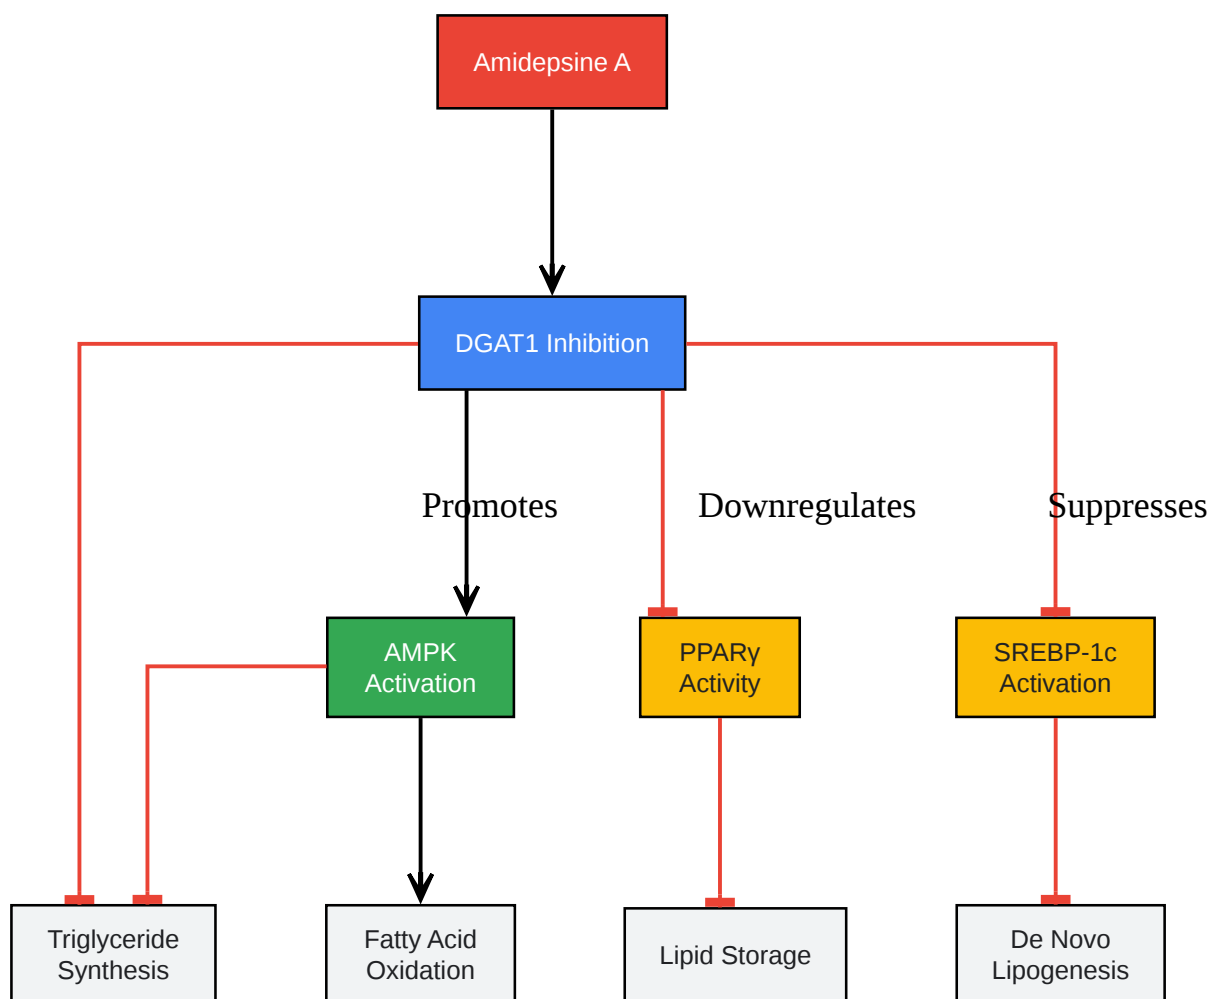 Amidepsine A
DGAT1 Inhibition
Promotes
Downregulates
Suppresses
AMPK
Activation
PPARγ
Activity
SREBP-1c
Activation
Triglyceride
Synthesis
Fatty Acid
Oxidation
Lipid Storage
De Novo
Lipogenesis